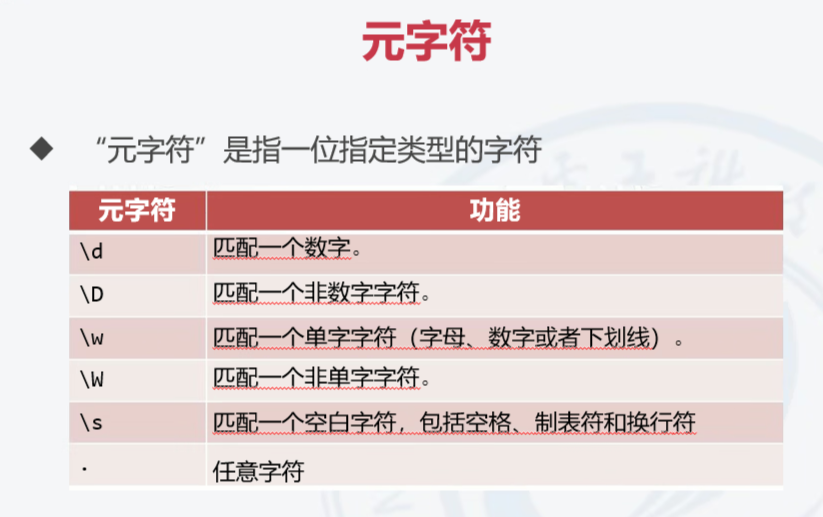 元字符
◆ “元字符”是指一位指定类型的字符
元字符 功能
\d 匹配一个数字。
\D 匹配一个非数字字符。
\w 匹配一个单字字符（字母、数字或者下划线）。
\W 匹配一个非单字字符。
\s 匹配一个空白字符，包括空格、制表符和换行符
. 任意字符